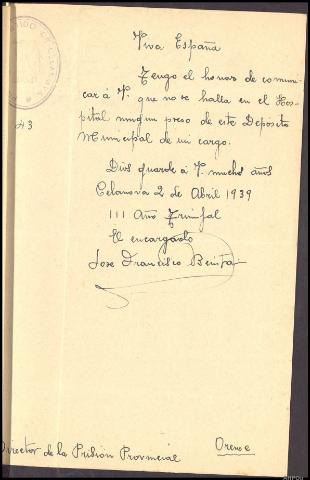 Viva España
Tengo el honor de comuni-
car á V. que no se halla en el Hos-
pital ningun preso de este Depósito
Municipal de mi cargo.
Dios guarde á V. muchos años
Celanova 2 de Abril 1939
III Año Triunfal
El encargado
Jose Francisco
Director de la Prision Provincial Orense